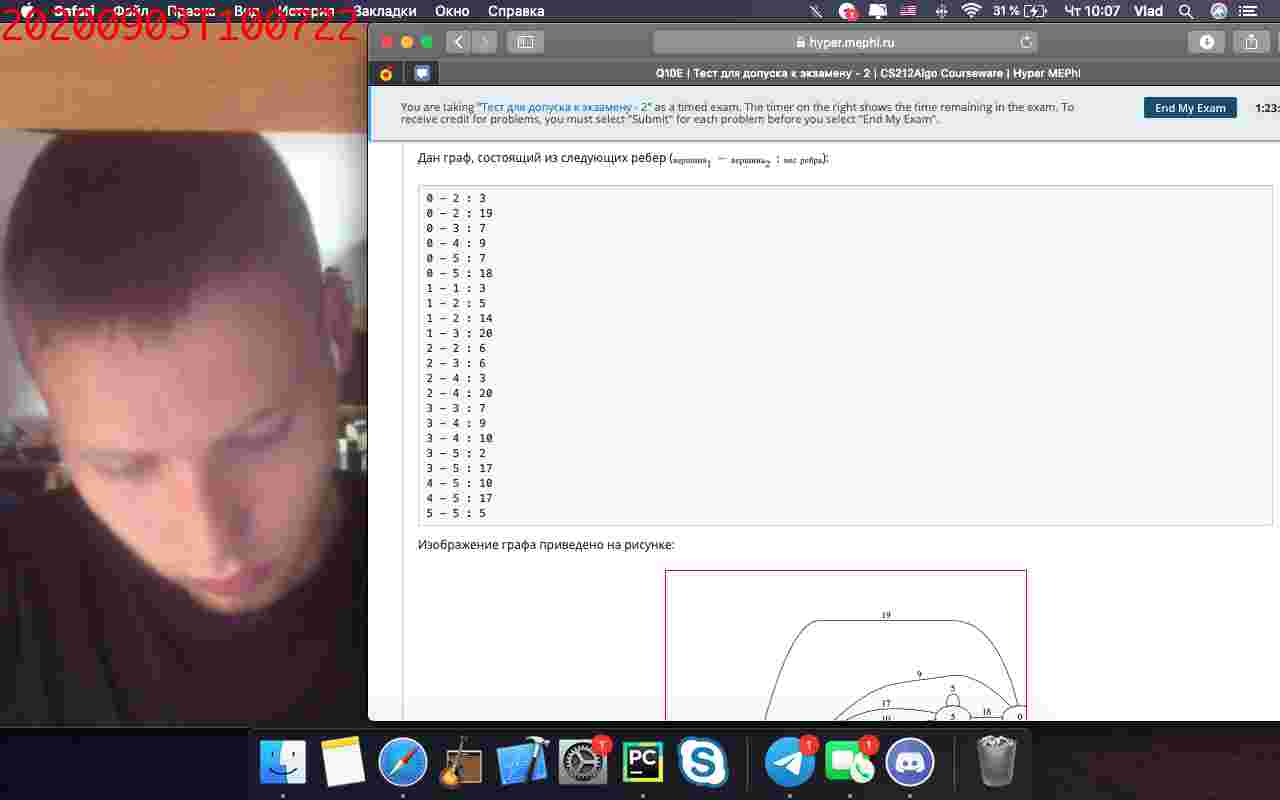 Safari Файл Правка Вид История Закладки Окно Справка 31 % Чт 10:07 Vlad
20200903T100722
hyper.mephi.ru
Q10E | Тест для допуска к экзамену - 2 | CS212Algo Courseware | Hyper MEPhI
You are taking "Тест для допуска к экзамену - 2" as a timed exam. The timer on the right shows the time remaining in the exam. To
receive credit for problems, you must select "Submit" for each problem before you select "End My Exam".
End My Exam
1:23:
Дан граф, состоящий из следующих рёбер (вершина1 − вершина2 : вес ребра):
0 − 2 : 3
0 − 2 : 19
0 − 3 : 7
0 − 4 : 9
0 − 5 : 7
0 − 5 : 18
1 − 1 : 3
1 − 2 : 5
1 − 2 : 14
1 − 3 : 20
2 − 2 : 6
2 − 3 : 6
2 − 4 : 3
2 − 4 : 20
3 − 3 : 7
3 − 4 : 9
3 − 4 : 10
3 − 5 : 2
3 − 5 : 17
4 − 5 : 10
4 − 5 : 17
5 − 5 : 5
Изображение графа приведено на рисунке:
19
9
5
17
10
5
18
0
PC
1
1
1